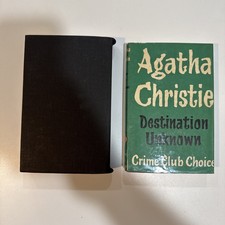 Agatha
Christie
Destination
Unknown
Crime Club Choice